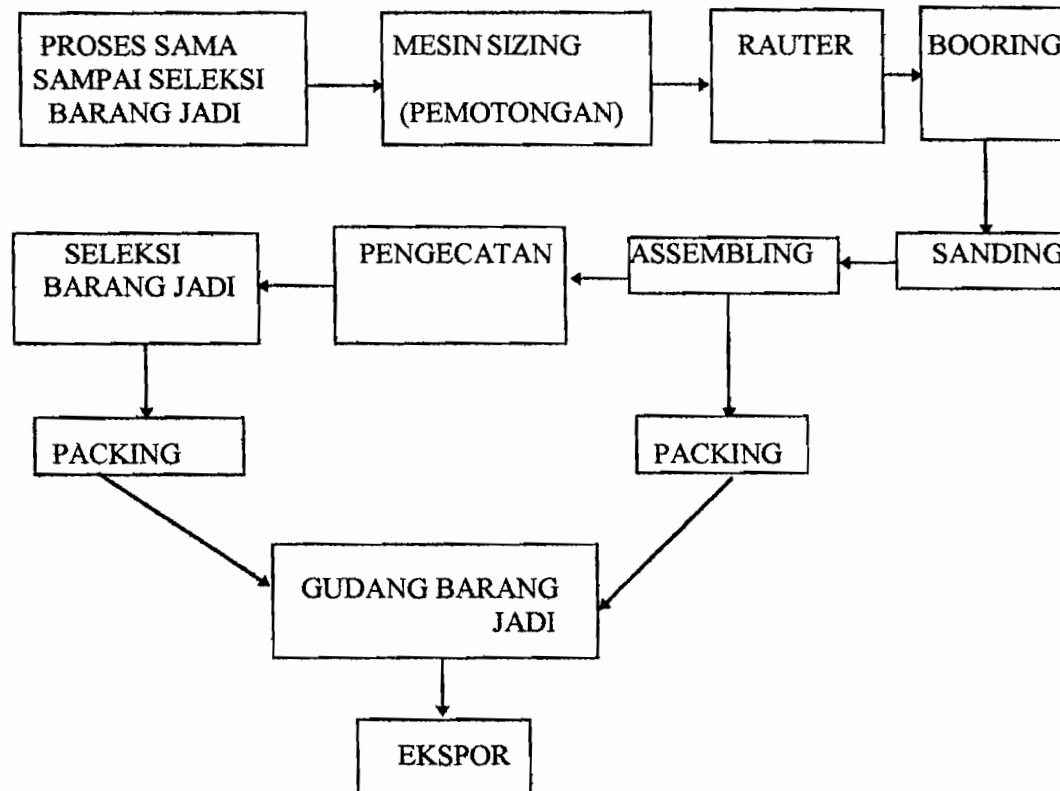 PROSES SAMA
SAMPAI SELEKSI
BARANG JADI
MESIN SIZING
(PEMOTONGAN)
RAUTER
BOORING
SELEKSI
BARANG JADI
PENGECATAN
ASSEMBLING
SANDING
PACKING
PACKING
GUDANG BARANG
JADI
EKSPOR